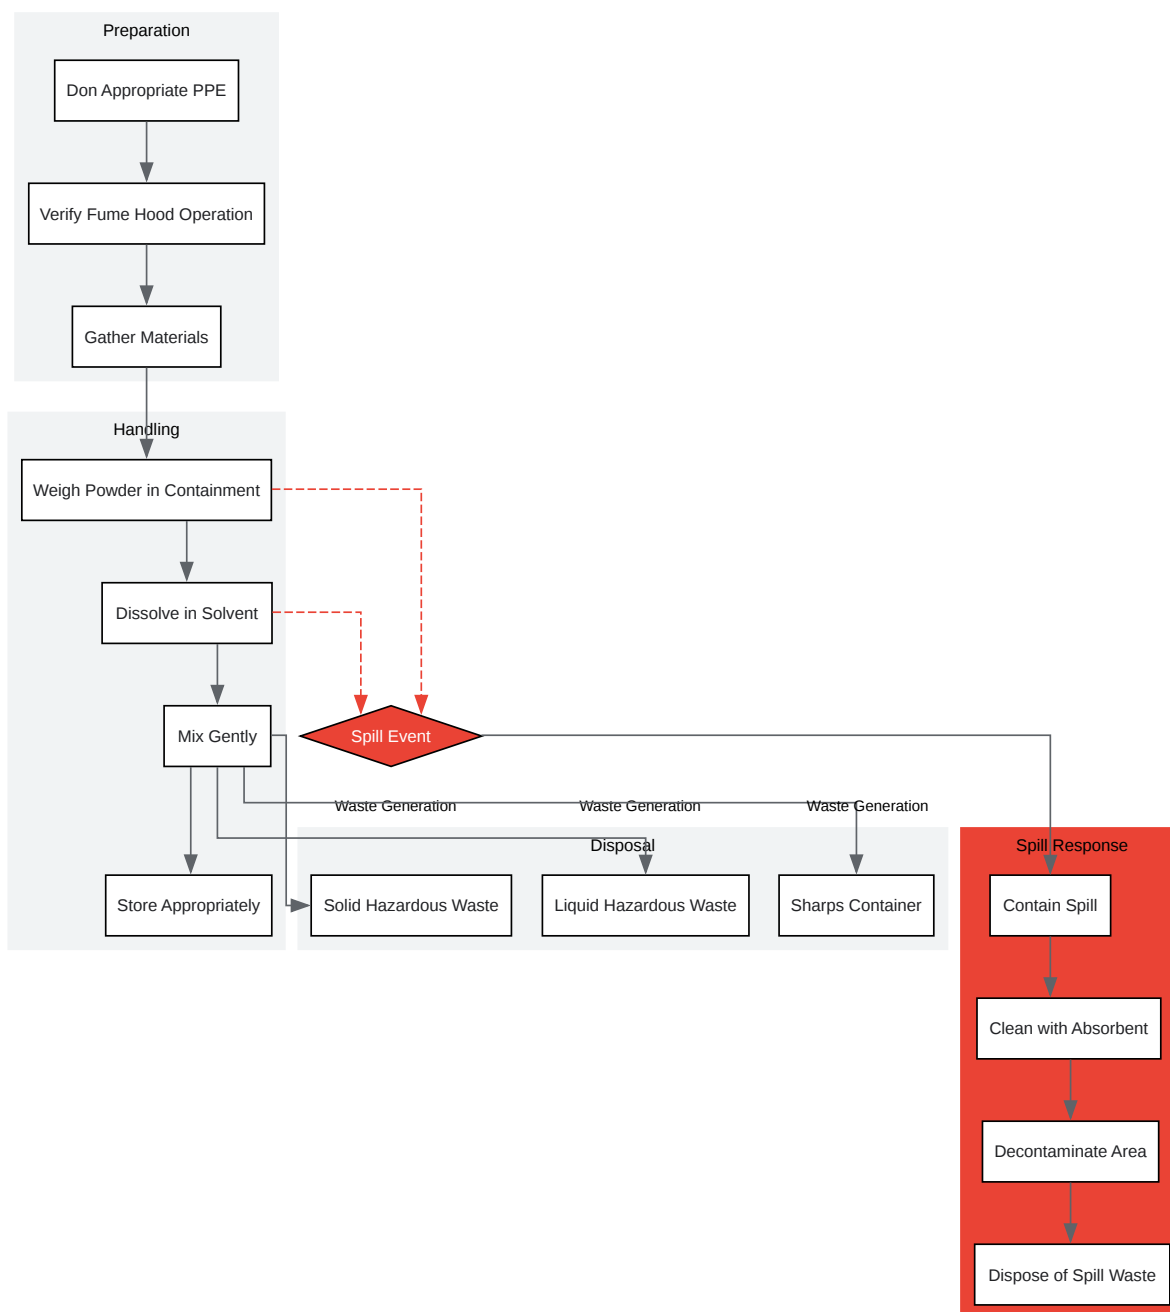 Preparation
Don Appropriate PPE
Verify Fume Hood Operation
Gather Materials
Handling
Weigh Powder in Containment
Dissolve in Solvent
Mix Gently
Spill Event
Waste Generation
Waste Generation
Waste Generation
Disposal
Spill Response
Store Appropriately
Solid Hazardous Waste
Liquid Hazardous Waste
Sharps Container
Contain Spill
Clean with Absorbent
Decontaminate Area
Dispose of Spill Waste